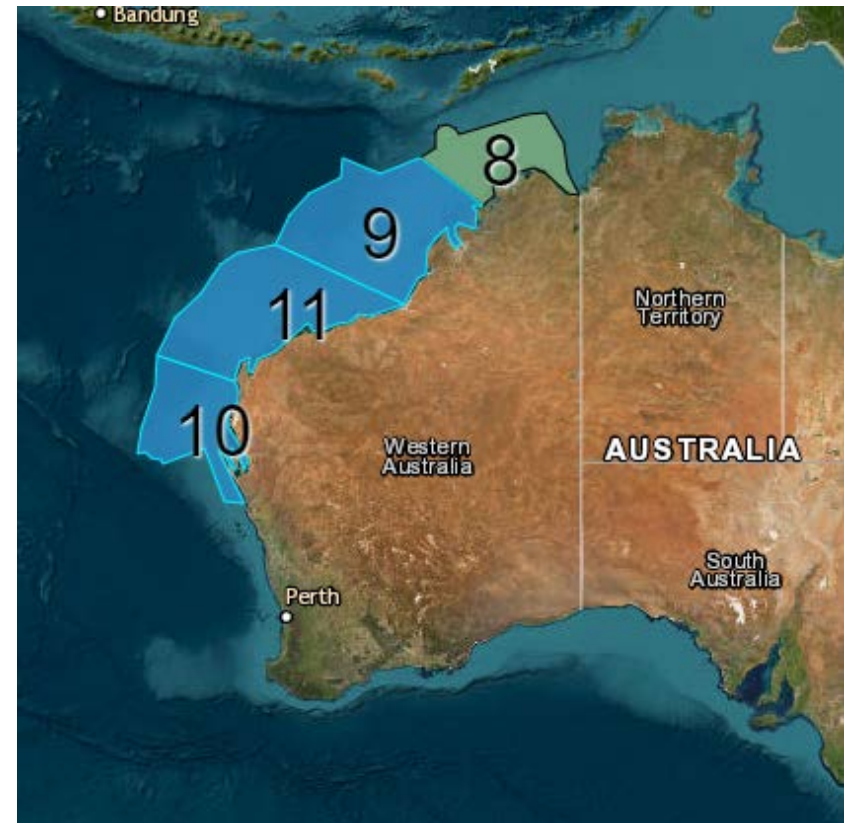 Bandung
8
9
Northern
Territory
11
10
Western
Australia
AUSTRALIA
South
Australia
Perth